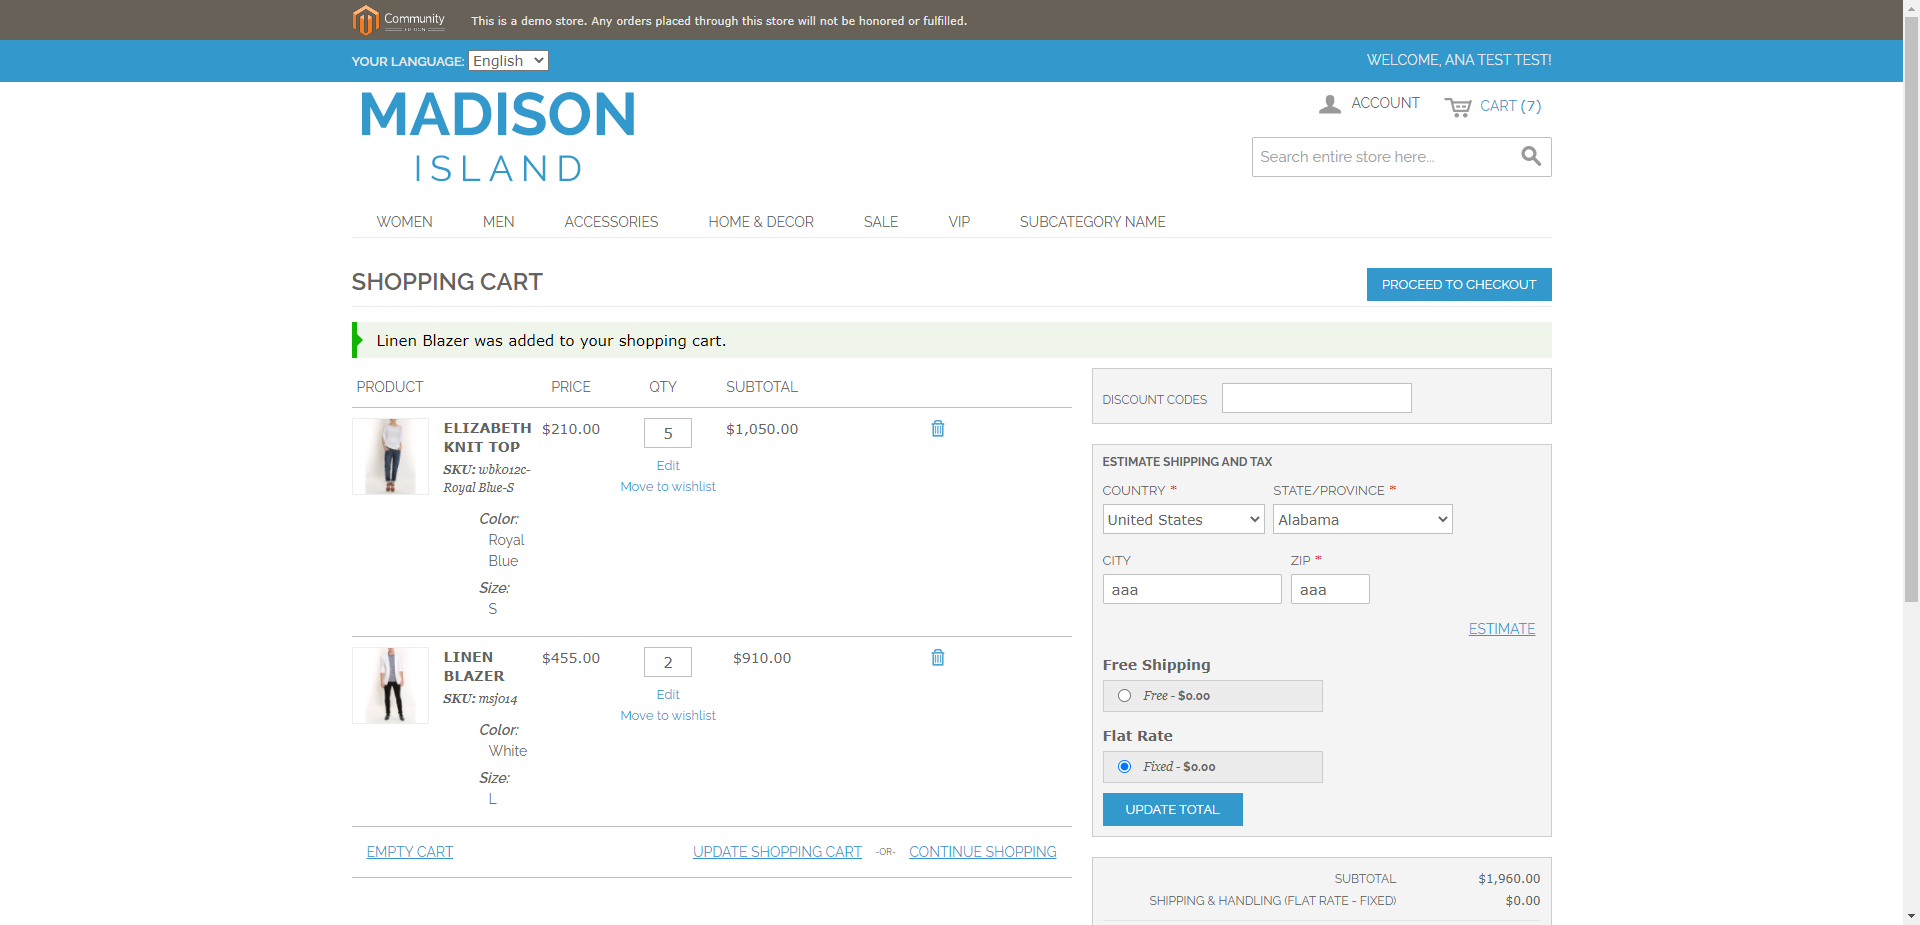 Community
This is a demo store. Any orders placed through this store will not be honored or fulfilled.
YOUR LANGUAGE: English
WELCOME, ANA TEST TEST!
MADISON
ISLAND
ACCOUNT
CART (7)
Search entire store here...
WOMEN
MEN
ACCESSORIES
HOME & DECOR
SALE
VIP
SUBCATEGORY NAME
SHOPPING CART
PROCEED TO CHECKOUT
Linen Blazer was added to your shopping cart.
PRODUCT PRICE QTY SUBTOTAL
ELIZABETH KNIT TOP
SKU: wbk012c-
Royal Blue-S
Color:
Royal
Blue
Size:
S
$210.00
5
Edit
Move to wishlist
$1,050.00
LINEN
BLAZER
SKU: msj014
Color:
White
Size:
L
$455.00
2
Edit
Move to wishlist
$910.00
EMPTY CART
UPDATE SHOPPING CART -OR- CONTINUE SHOPPING
DISCOUNT CODES
ESTIMATE SHIPPING AND TAX
COUNTRY * STATE/PROVINCE *
United States Alabama
CITY ZIP *
aaa aaa
ESTIMATE
Free Shipping
Free - $0.00
Flat Rate
Fixed - $0.00
UPDATE TOTAL
SUBTOTAL $1,960.00
SHIPPING & HANDLING (FLAT RATE - FIXED) $0.00